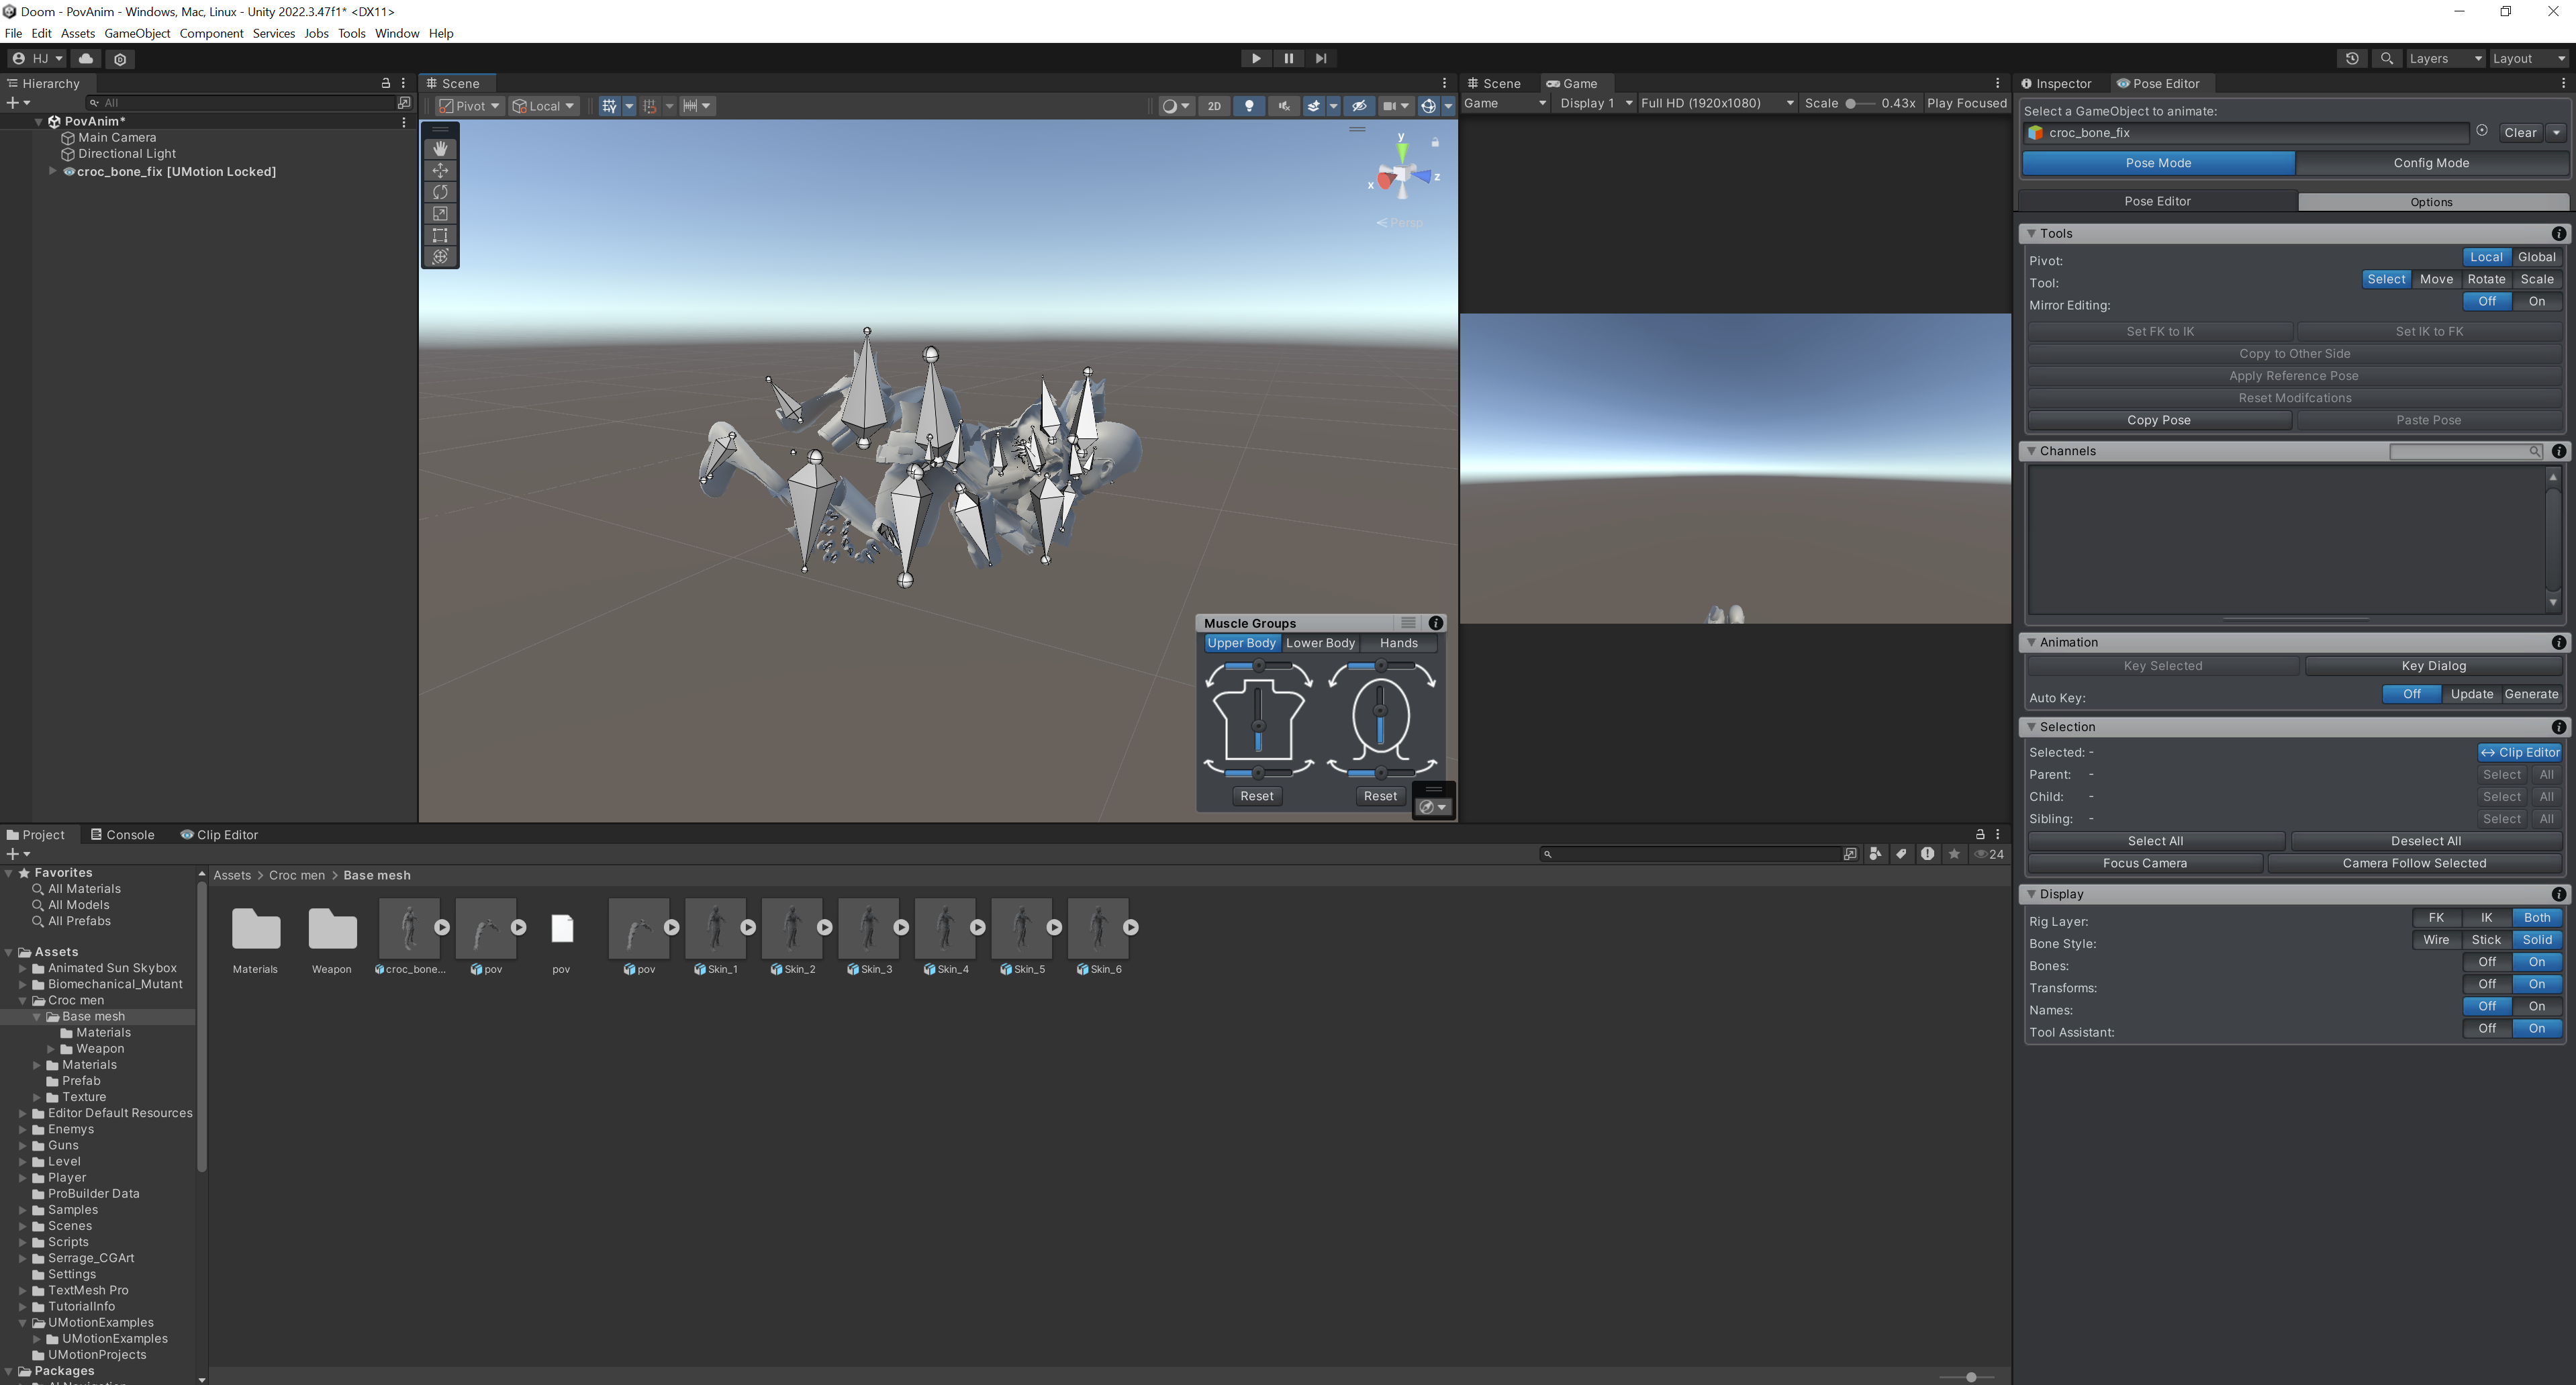 Doom - PovAnim - Windows, Mac, Linux - Unity 2022.3.47f1* <DX11>
File Edit Assets GameObject Component Services Jobs Tools Window Help
HJ
Layers Layout
Hierarchy
All
PovAnim*
Main Camera
Directional Light
croc_bone_fix [UMotion Locked]
Scene
Pivot Local
2D
y
x
z
Persp
Muscle Groups
Upper Body Lower Body Hands
Reset Reset
Scene Game
Game Display 1 Full HD (1920x1080) Scale 0.43x Play Focused
Inspector Pose Editor
Select a GameObject to animate:
croc_bone_fix Clear
Pose Mode Config Mode
Pose Editor Options
Tools
Pivot: Local Global
Tool: Select Move Rotate Scale
Mirror Editing: Off On
Set FK to IK Set IK to FK
Copy to Other Side
Apply Reference Pose
Reset Modifcations
Copy Pose Paste Pose
Channels
Animation
Key Selected Key Dialog
Auto Key: Off Update Generate
Selection
Selected: - Clip Editor
Parent: - Select All
Child: - Select All
Sibling: - Select All
Select All Deselect All
Focus Camera Camera Follow Selected
Display
Rig Layer: FK IK Both
Bone Style: Wire Stick Solid
Bones: Off On
Transforms: Off On
Names: Off On
Tool Assistant: Off On
Project Console Clip Editor
24
Favorites
All Materials
All Models
All Prefabs
Assets
Animated Sun Skybox
Biomechanical_Mutant
Croc men
Base mesh
Materials
Weapon
Materials
Prefab
Texture
Editor Default Resources
Enemys
Guns
Level
Player
ProBuilder Data
Samples
Scenes
Scripts
Serrage_CGArt
Settings
TextMesh Pro
TutorialInfo
UMotionExamples
UMotionExamples
UMotionProjects
Packages
Assets > Croc men > Base mesh
Materials Weapon croc_bone... pov pov pov Skin_1 Skin_2 Skin_3 Skin_4 Skin_5 Skin_6